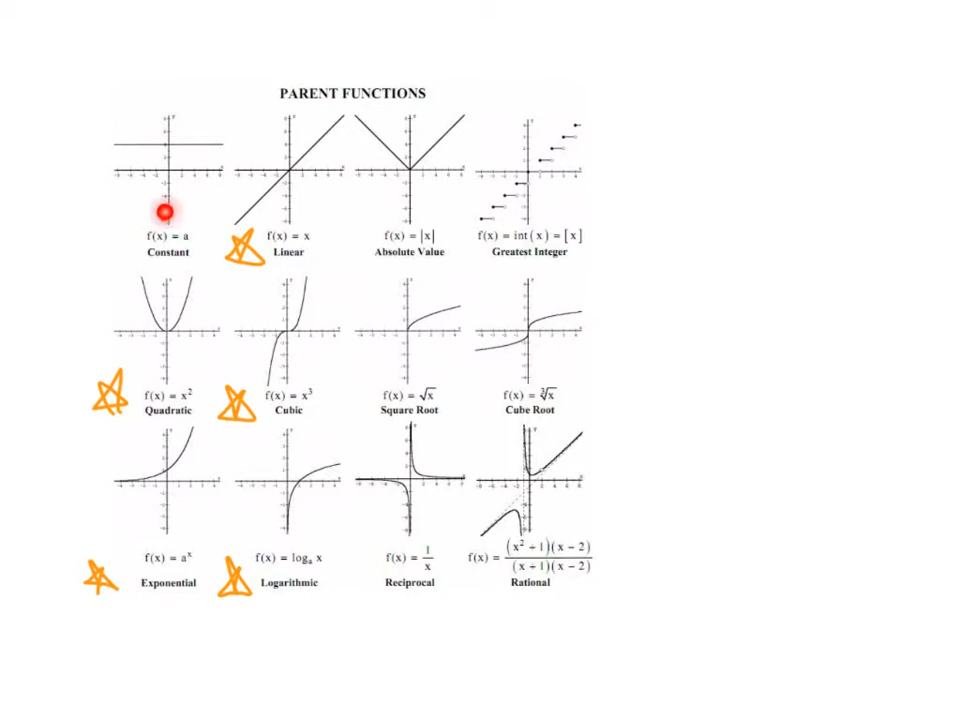 PARENT FUNCTIONS
f(x) = a
Constant
f(x) = x
Linear
f(x) = |x|
Absolute Value
f(x) = int(x) = [x]
Greatest Integer
f(x) = x²
Quadratic
f(x) = x³
Cubic
f(x) = √x
Square Root
f(x) = ∛x
Cube Root
f(x) = aˣ
Exponential
f(x) = logₐ x
Logarithmic
f(x) = 1/x
Reciprocal
f(x) = (x² + 1)(x − 2) / (x + 1)(x − 2)
Rational